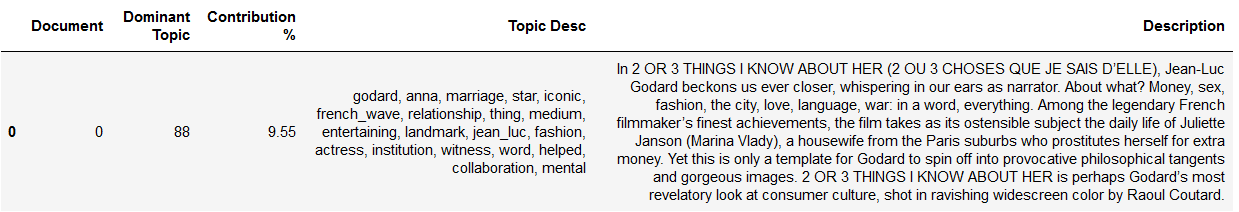 Document Dominant Topic Contribution % Topic Desc Description
0 0 88 9.55
godard, anna, marriage, star, iconic,
french_wave, relationship, thing, medium,
entertaining, landmark, jean_luc, fashion,
actress, institution, witness, word, helped,
collaboration, mental
In 2 OR 3 THINGS I KNOW ABOUT HER (2 OU 3 CHOSES QUE JE SAIS D’ELLE), Jean-Luc
Godard beckons us ever closer, whispering in our ears as narrator. About what? Money, sex,
fashion, the city, love, language, war: in a word, everything. Among the legendary French
filmmaker’s finest achievements, the film takes as its ostensible subject the daily life of Juliette
Janson (Marina Vlady), a housewife from the Paris suburbs who prostitutes herself for extra
money. Yet this is only a template for Godard to spin off into provocative philosophical tangents
and gorgeous images. 2 OR 3 THINGS I KNOW ABOUT HER is perhaps Godard’s most
revelatory look at consumer culture, shot in ravishing widescreen color by Raoul Coutard.